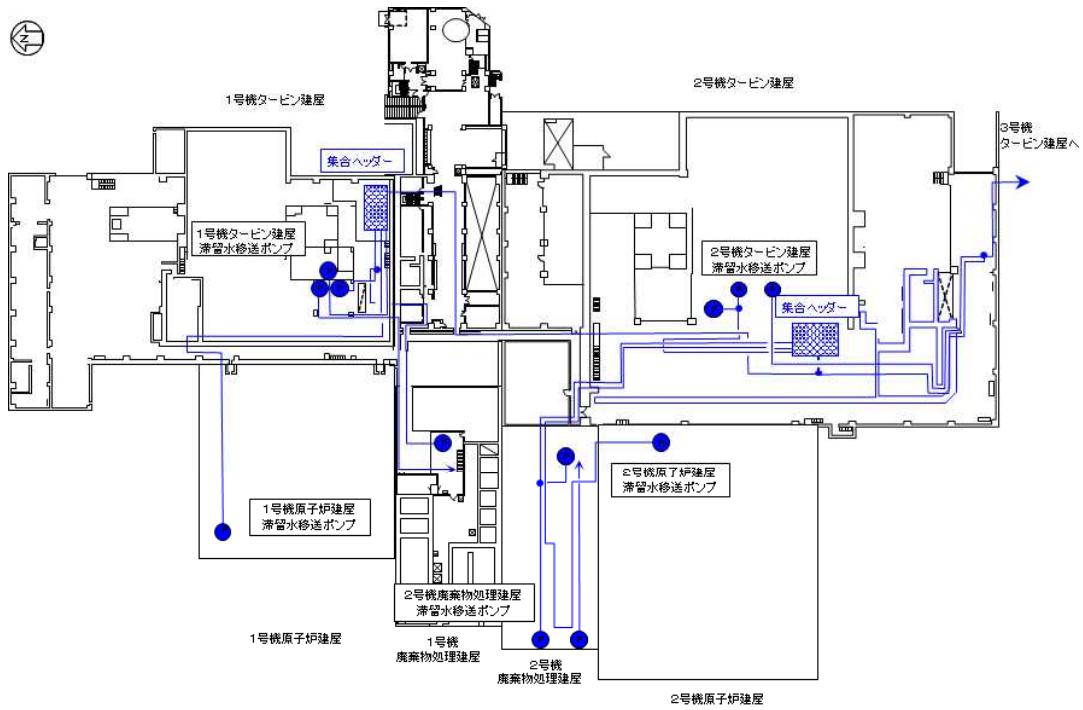 N
1号機タービン建屋
2号機タービン建屋
3号機
タービン建屋へ
集合ヘッダー
1号機タービン建屋
滞留水移送ポンプ
2号機タービン建屋
滞留水移送ポンプ
集合ヘッダー
1号機原子炉建屋
滞留水移送ポンプ
2号機原子炉建屋
滞留水移送ポンプ
2号機廃棄物処理建屋
滞留水移送ポンプ
1号機原子炉建屋
1号機
廃棄物処理建屋
2号機
廃棄物処理建屋
2号機原子炉建屋